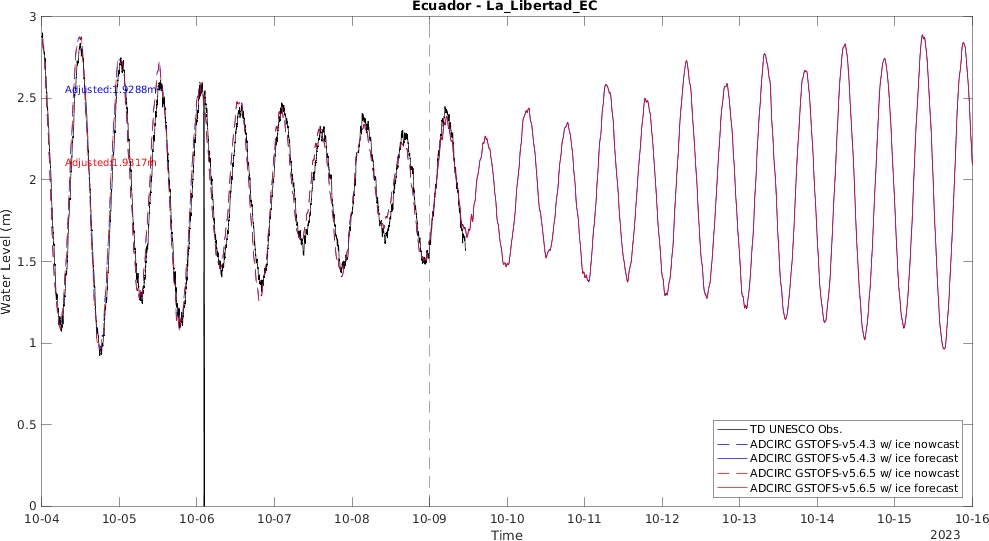 Ecuador - La_Libertad_EC
Water Level (m)
3
2.5
2
1.5
1
0.5
0
Adjusted:1.9288m
Adjusted:1.9317m
TD UNESCO Obs.
ADCIRC GSTOFS-v5.4.3 w/ ice nowcast
ADCIRC GSTOFS-v5.4.3 w/ ice forecast
ADCIRC GSTOFS-v5.6.5 w/ ice nowcast
ADCIRC GSTOFS-v5.6.5 w/ ice forecast
10-04 10-05 10-06 10-07 10-08 10-09 10-10 10-11 10-12 10-13 10-14 10-15 10-16
Time
2023